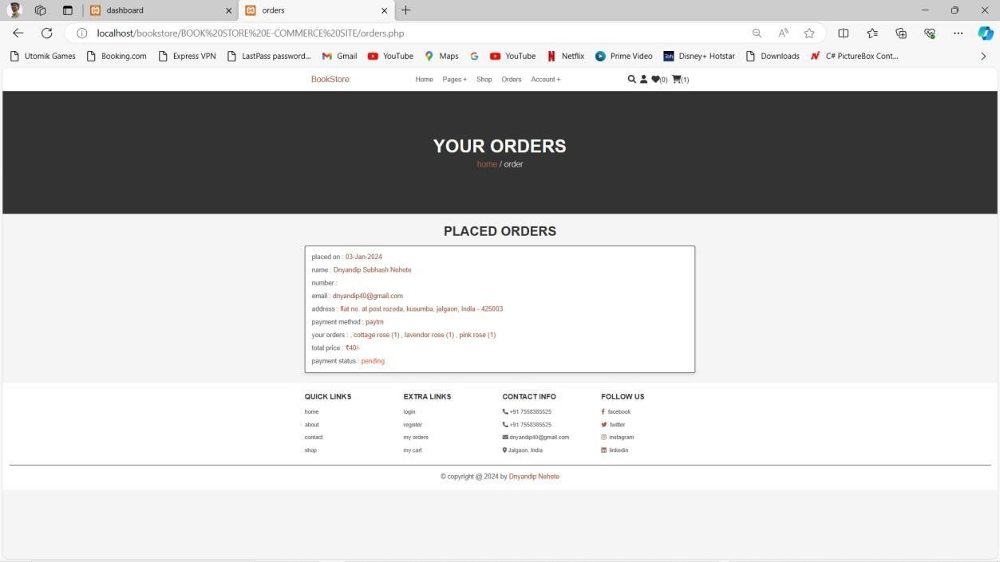 dashboard
orders
localhost/bookstore/BOOK%20STORE%20E-COMMERCE%20SITE/orders.php
Utomik Games Booking.com Express VPN LastPass password... Gmail YouTube Maps YouTube Netflix Prime Video Disney+ Hotstar Downloads C# PictureBox Cont...
BookStore Home Pages + Shop Orders Account + (0) (1)
YOUR ORDERS
home / order
PLACED ORDERS
placed on : 03-Jan-2024
name : Dnyandip Subhash Nehete
number :
email : dnyandip40@gmail.com
address : flat no. at post rozoda, kusumba, jalgaon, India - 425003
payment method : paytm
your orders : , cottage rose (1) , lavendor rose (1) , pink rose (1)
total price : ₹40/-
payment status : pending
QUICK LINKS
home
about
contact
shop
EXTRA LINKS
login
register
my orders
my cart
CONTACT INFO
+91 7558385525
+91 7558385525
dnyandip40@gmail.com
Jalgaon, India
FOLLOW US
facebook
twitter
instagram
linkedin
© copyright @ 2024 by Dnyandip Nehete